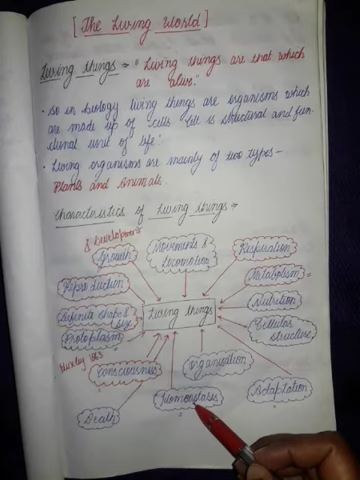 [ The Living World ]
Living things → "Living things are that which
are alive."
• So in biology living things are organisms which
are made up of cells. Cell is structural and fun-
ctional unit of life.
• Living organisms are mainly of two types-
Plants and Animals.
Characteristics of Living things →
& Development
Growth
Movements &
Locomotion
Respiration
Reproduction
Metabolism
Definite shape &
size
Living things
Nutrition
Protoplasm
Cellular
structure
Huxley 1863
Consciousness
Organisation
Homeostasis
Adaptation
Death